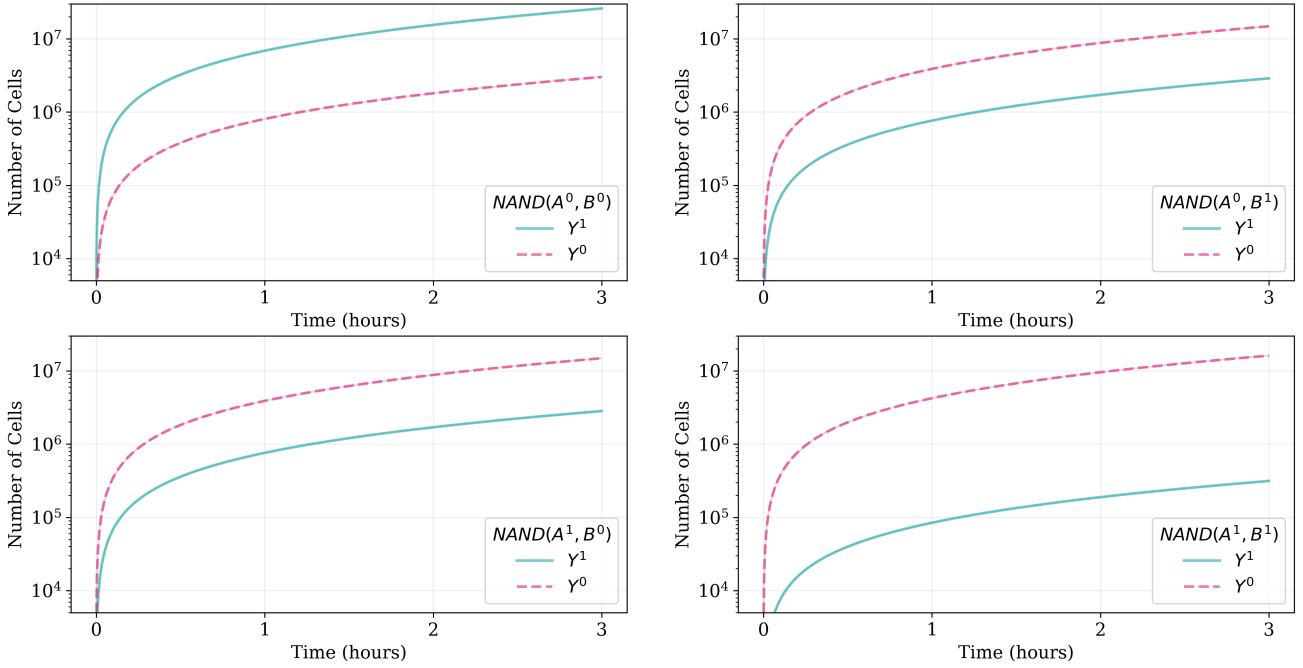 Number of Cells
10^7
10^6
10^5
10^4
NAND(A^0, B^0)
Y^1
Y^0
0 1 2 3
Time (hours)
Number of Cells
10^7
10^6
10^5
10^4
NAND(A^0, B^1)
Y^1
Y^0
0 1 2 3
Time (hours)
Number of Cells
10^7
10^6
10^5
10^4
NAND(A^1, B^0)
Y^1
Y^0
0 1 2 3
Time (hours)
Number of Cells
10^7
10^6
10^5
10^4
NAND(A^1, B^1)
Y^1
Y^0
0 1 2 3
Time (hours)